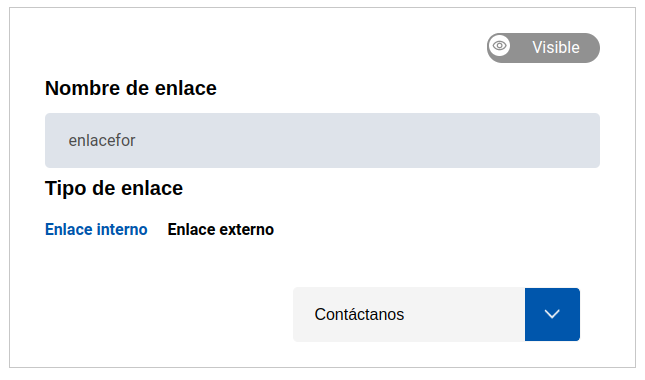 Visible
Nombre de enlace
enlacefor
Tipo de enlace
Enlace interno Enlace externo
Contáctanos